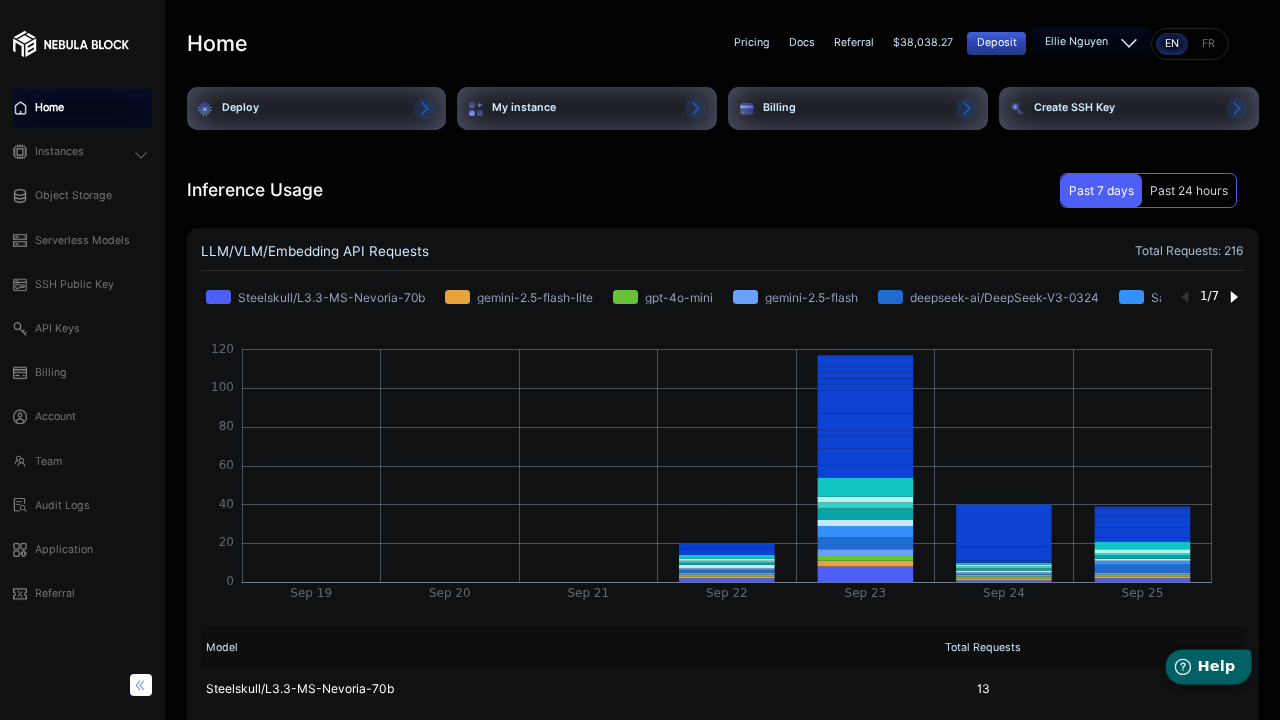 NEBULA BLOCK
Home
Instances
Object Storage
Serverless Models
SSH Public Key
API Keys
Billing
Account
Team
Audit Logs
Application
Referral
Home
Pricing Docs Referral $38,038.27 Deposit Ellie Nguyen EN FR
Deploy My instance Billing Create SSH Key
Inference Usage
Past 7 days Past 24 hours
LLM/VLM/Embedding API Requests Total Requests: 216
Steelskull/L3.3-MS-Nevoria-70b gemini-2.5-flash-lite gpt-4o-mini gemini-2.5-flash deepseek-ai/DeepSeek-V3-0324 1/7
120
100
80
60
40
20
0
Sep 19 Sep 20 Sep 21 Sep 22 Sep 23 Sep 24 Sep 25
Model Total Requests
Steelskull/L3.3-MS-Nevoria-70b 13
Help